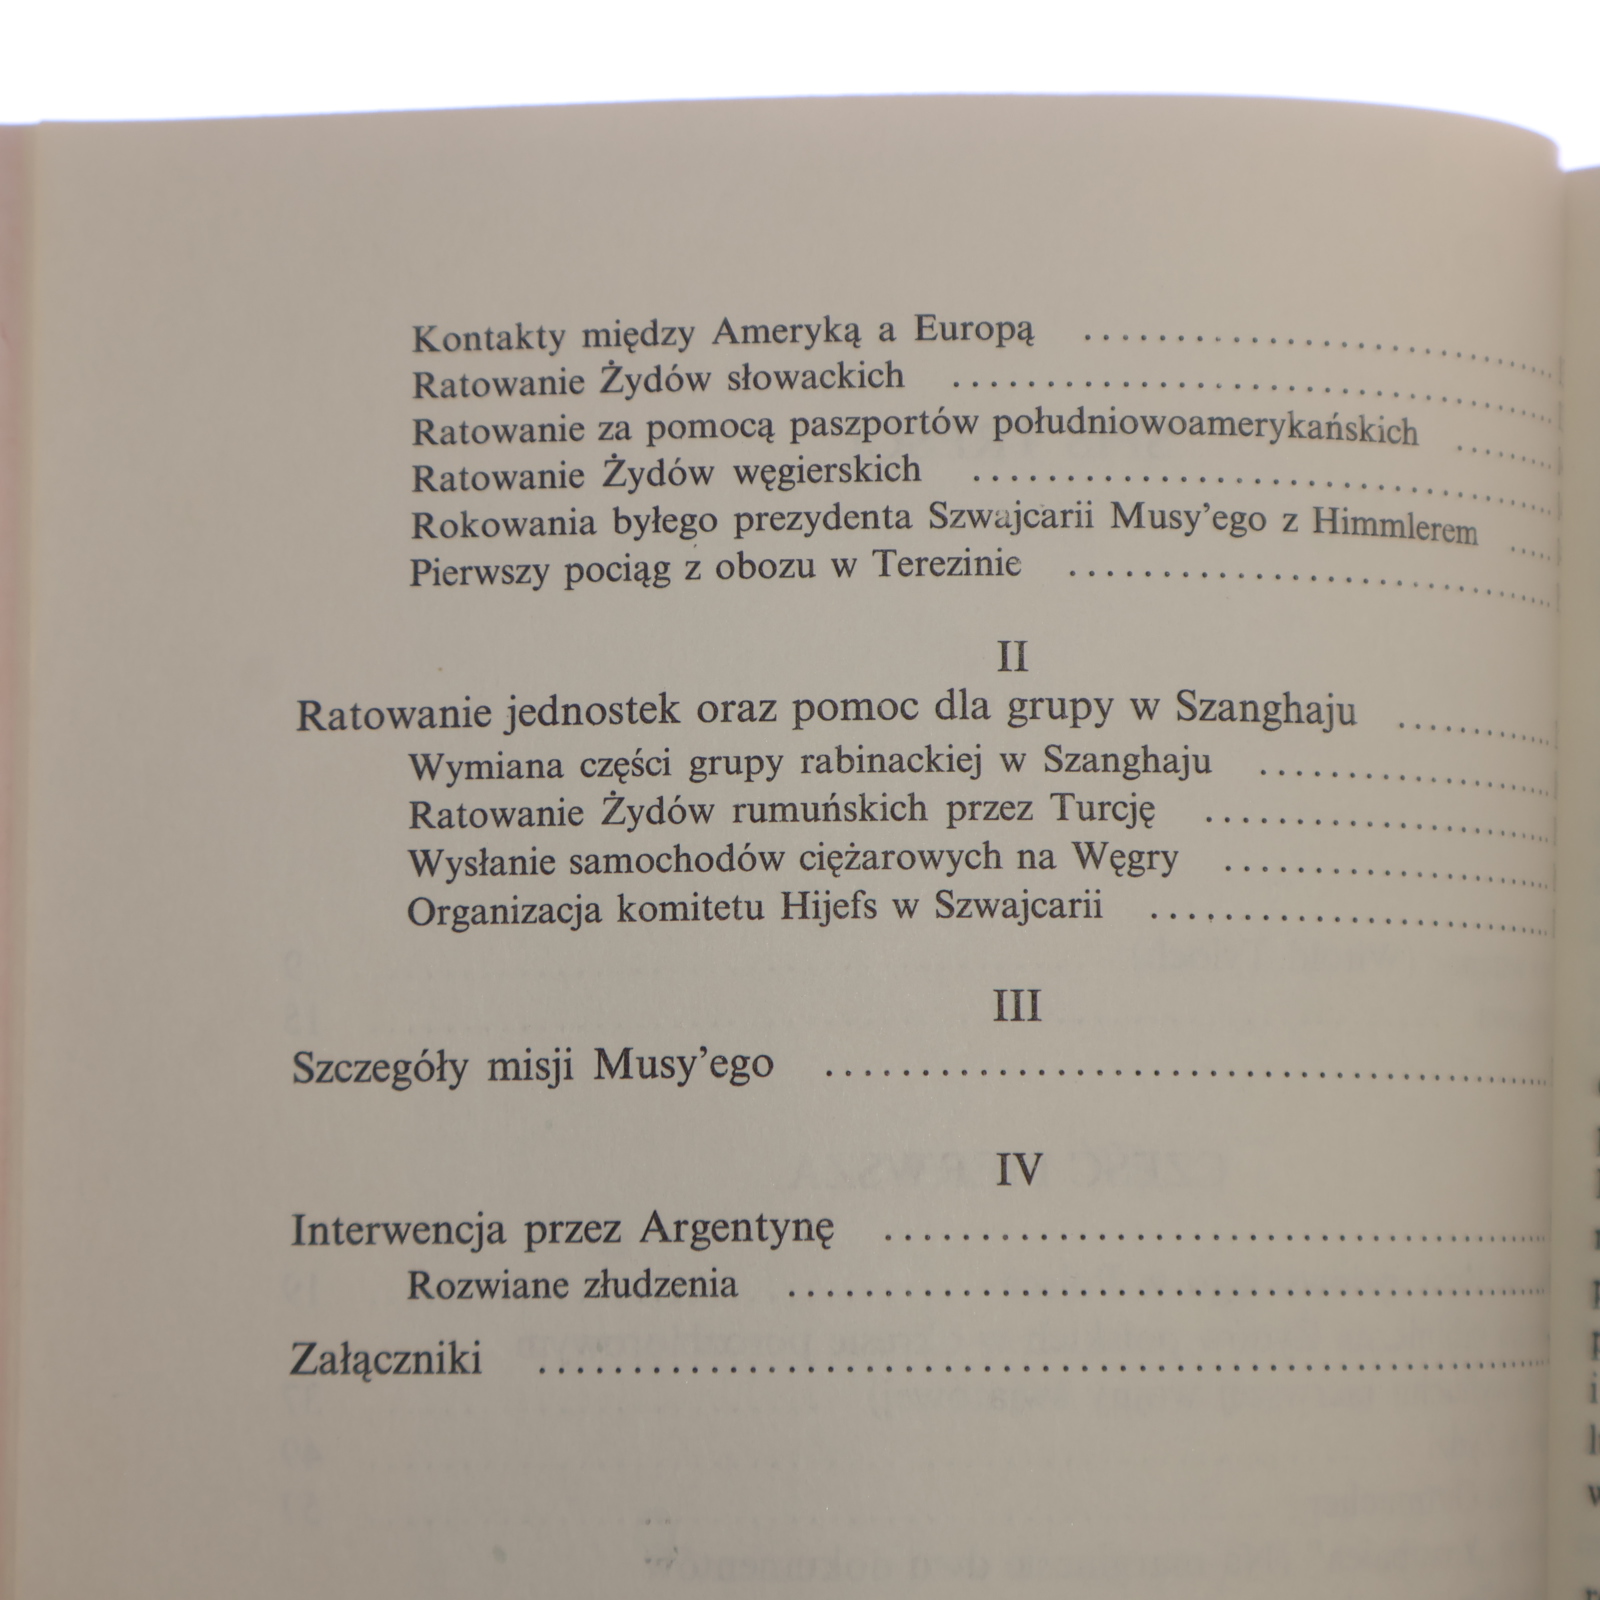 Kontakty między Ameryką a Europą ........................
Ratowanie Żydów słowackich ................................
Ratowanie za pomocą paszportów południowoamerykańskich .........
Ratowanie Żydów węgierskich ................................
Rokowania byłego prezydenta Szwajcarii Musy'ego z Himmlerem .....
Pierwszy pociąg z obozu w Terezinie ........................
II
Ratowanie jednostek oraz pomoc dla grupy w Szanghaju ...........
Wymiana części grupy rabinackiej w Szanghaju ................
Ratowanie Żydów rumuńskich przez Turcję ....................
Wysłanie samochodów ciężarowych na Węgry ..................
Organizacja komitetu Hijefs w Szwajcarii ......................
III
Szczegóły misji Musy'ego ................................
IV
Interwencja przez Argentynę ................................
Rozwiane złudzenia ................................
Załączniki ................................